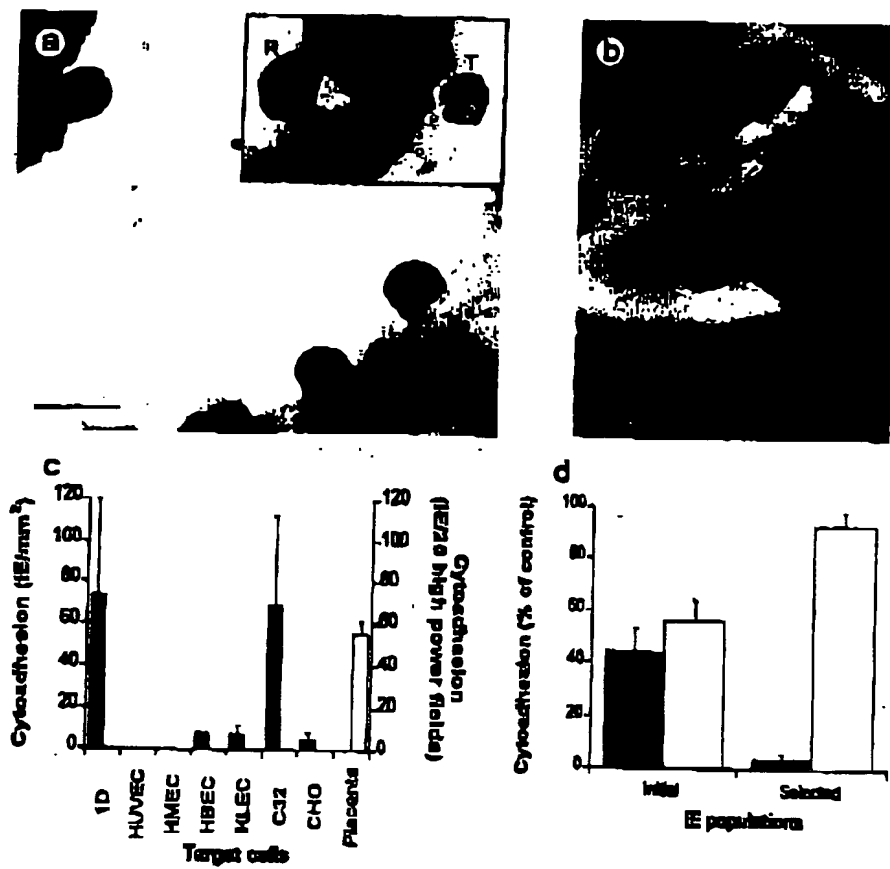 a
R
T
b
c
120
100
80
60
40
20
0
Cytoadhesion (IE/mm²)
1D
HUVEC
HMEC
HBEC
KLEC
C32
CHO
Placenta
Target cells
120
100
80
60
40
20
0
Cytoadhesion
(IE/20 high power fields)
d
100
80
60
40
20
0
Cytoadhesion (% of control)
Initial
Selected
IE populations